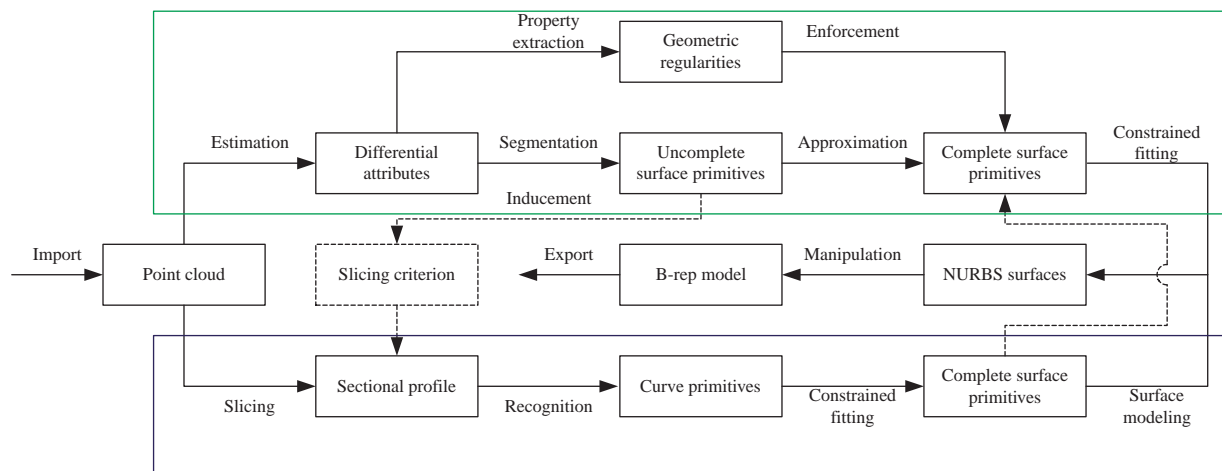 Property
extraction
Geometric
regularities
Enforcement
Estimation
Differential
attributes
Segmentation
Uncomplete
surface primitives
Approximation
Complete surface
primitives
Constrained
fitting
Inducement
Import
Point cloud
Slicing criterion
Export
B-rep model
Manipulation
NURBS surfaces
Slicing
Sectional profile
Recognition
Curve primitives
Constrained
fitting
Complete surface
primitives
Surface
modeling